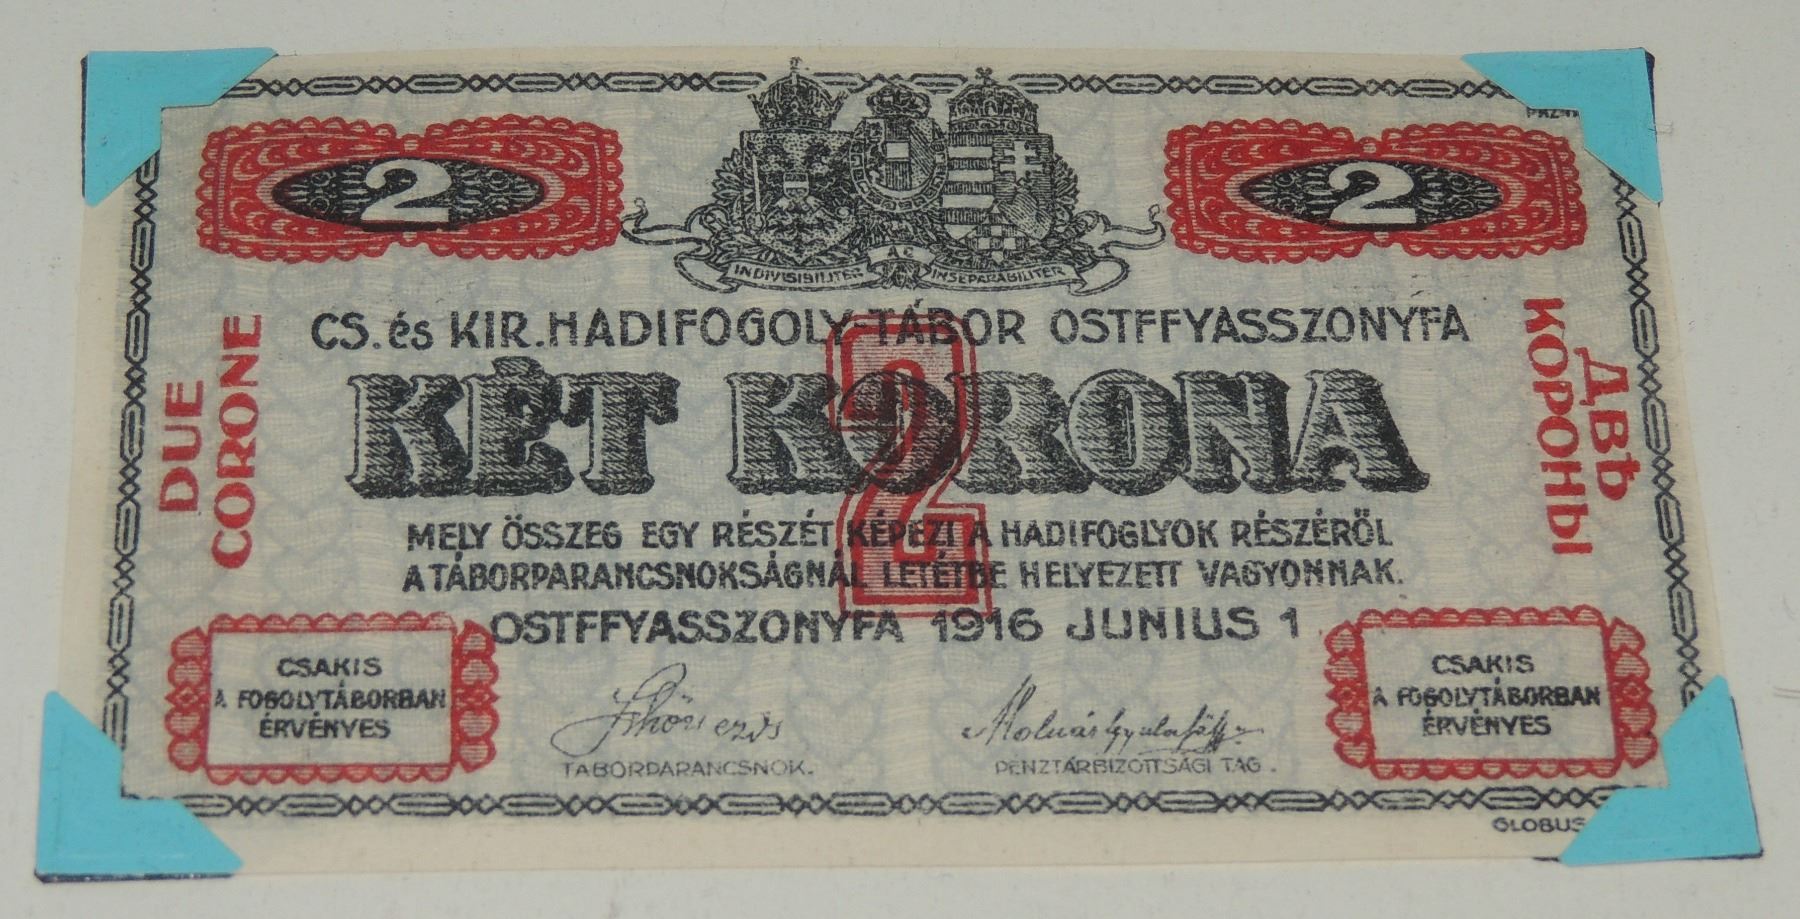 2
2
INDIVISIBILITER AC INSEPARABILITER
CS. és KIR. HADIFOGOLY-TÁBOR OSTFFYASSZONYFA
DUE
CORONE
KÉT KORONA
2
ДВѢ
КОРОНЫ
MELY ÖSSZEG EGY RÉSZÉT KÉPEZI A HADIFOGLYOK RÉSZÉRŐL
A TÁBORPARANCSNOKSÁGNÁL LETÉTBE HELYEZETT VAGYONNAK.
OSTFFYASSZONYFA 1916 JUNIUS 1
CSAKIS
A FOGOLYTÁBORBAN
ÉRVÉNYES
TÁBORPARANCSNOK.
PÉNZTÁRBIZOTTSÁGI TAG.
CSAKIS
A FOGOLYTÁBORBAN
ÉRVÉNYES
GLOBUS